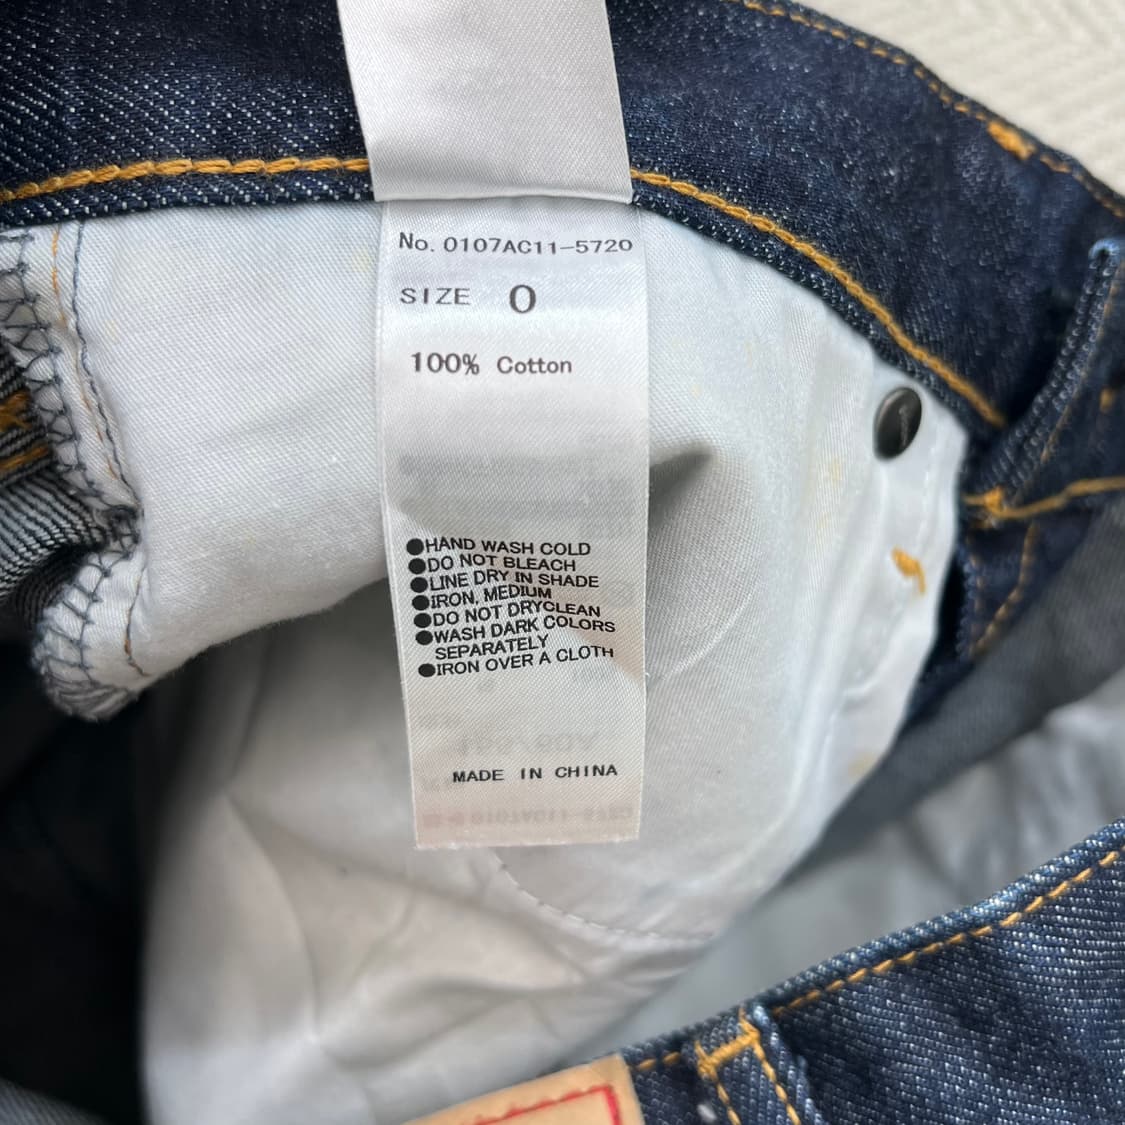 No. 0107AC11-5720
SIZE 0
100% Cotton
●HAND WASH COLD
●DO NOT BLEACH
●LINE DRY IN SHADE
●IRON, MEDIUM
●DO NOT DRYCLEAN
●WASH DARK COLORS
SEPARATELY
●IRON OVER A CLOTH
MADE IN CHINA